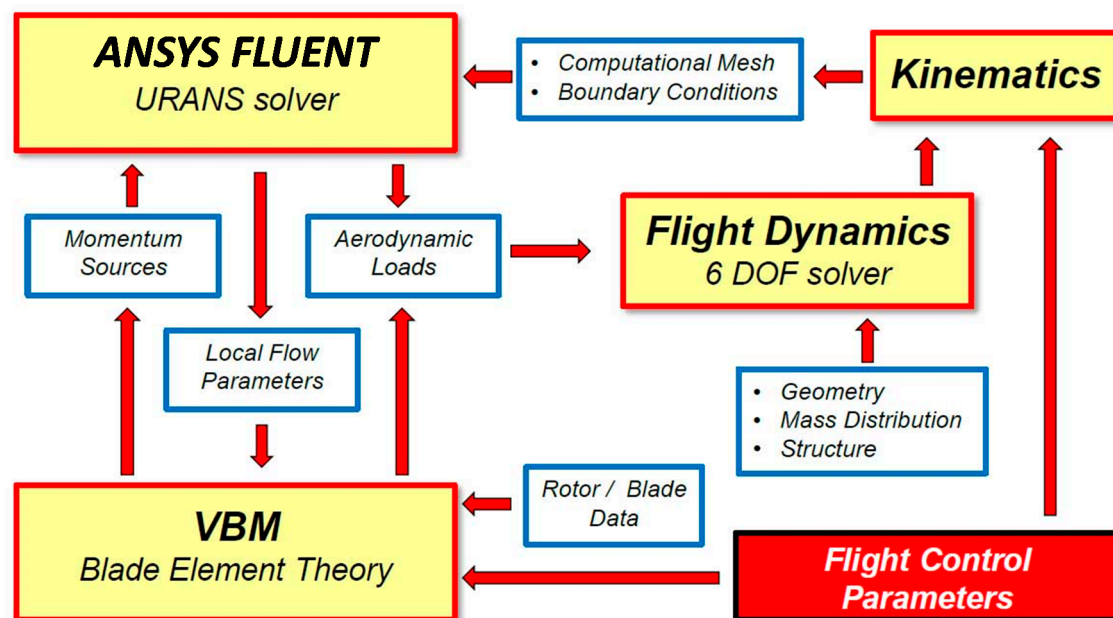 ANSYS FLUENT
URANS solver
• Computational Mesh
• Boundary Conditions
Kinematics
Momentum
Sources
Aerodynamic
Loads
Flight Dynamics
6 DOF solver
Local Flow
Parameters
• Geometry
• Mass Distribution
• Structure
VBM
Blade Element Theory
Rotor / Blade
Data
Flight Control
Parameters